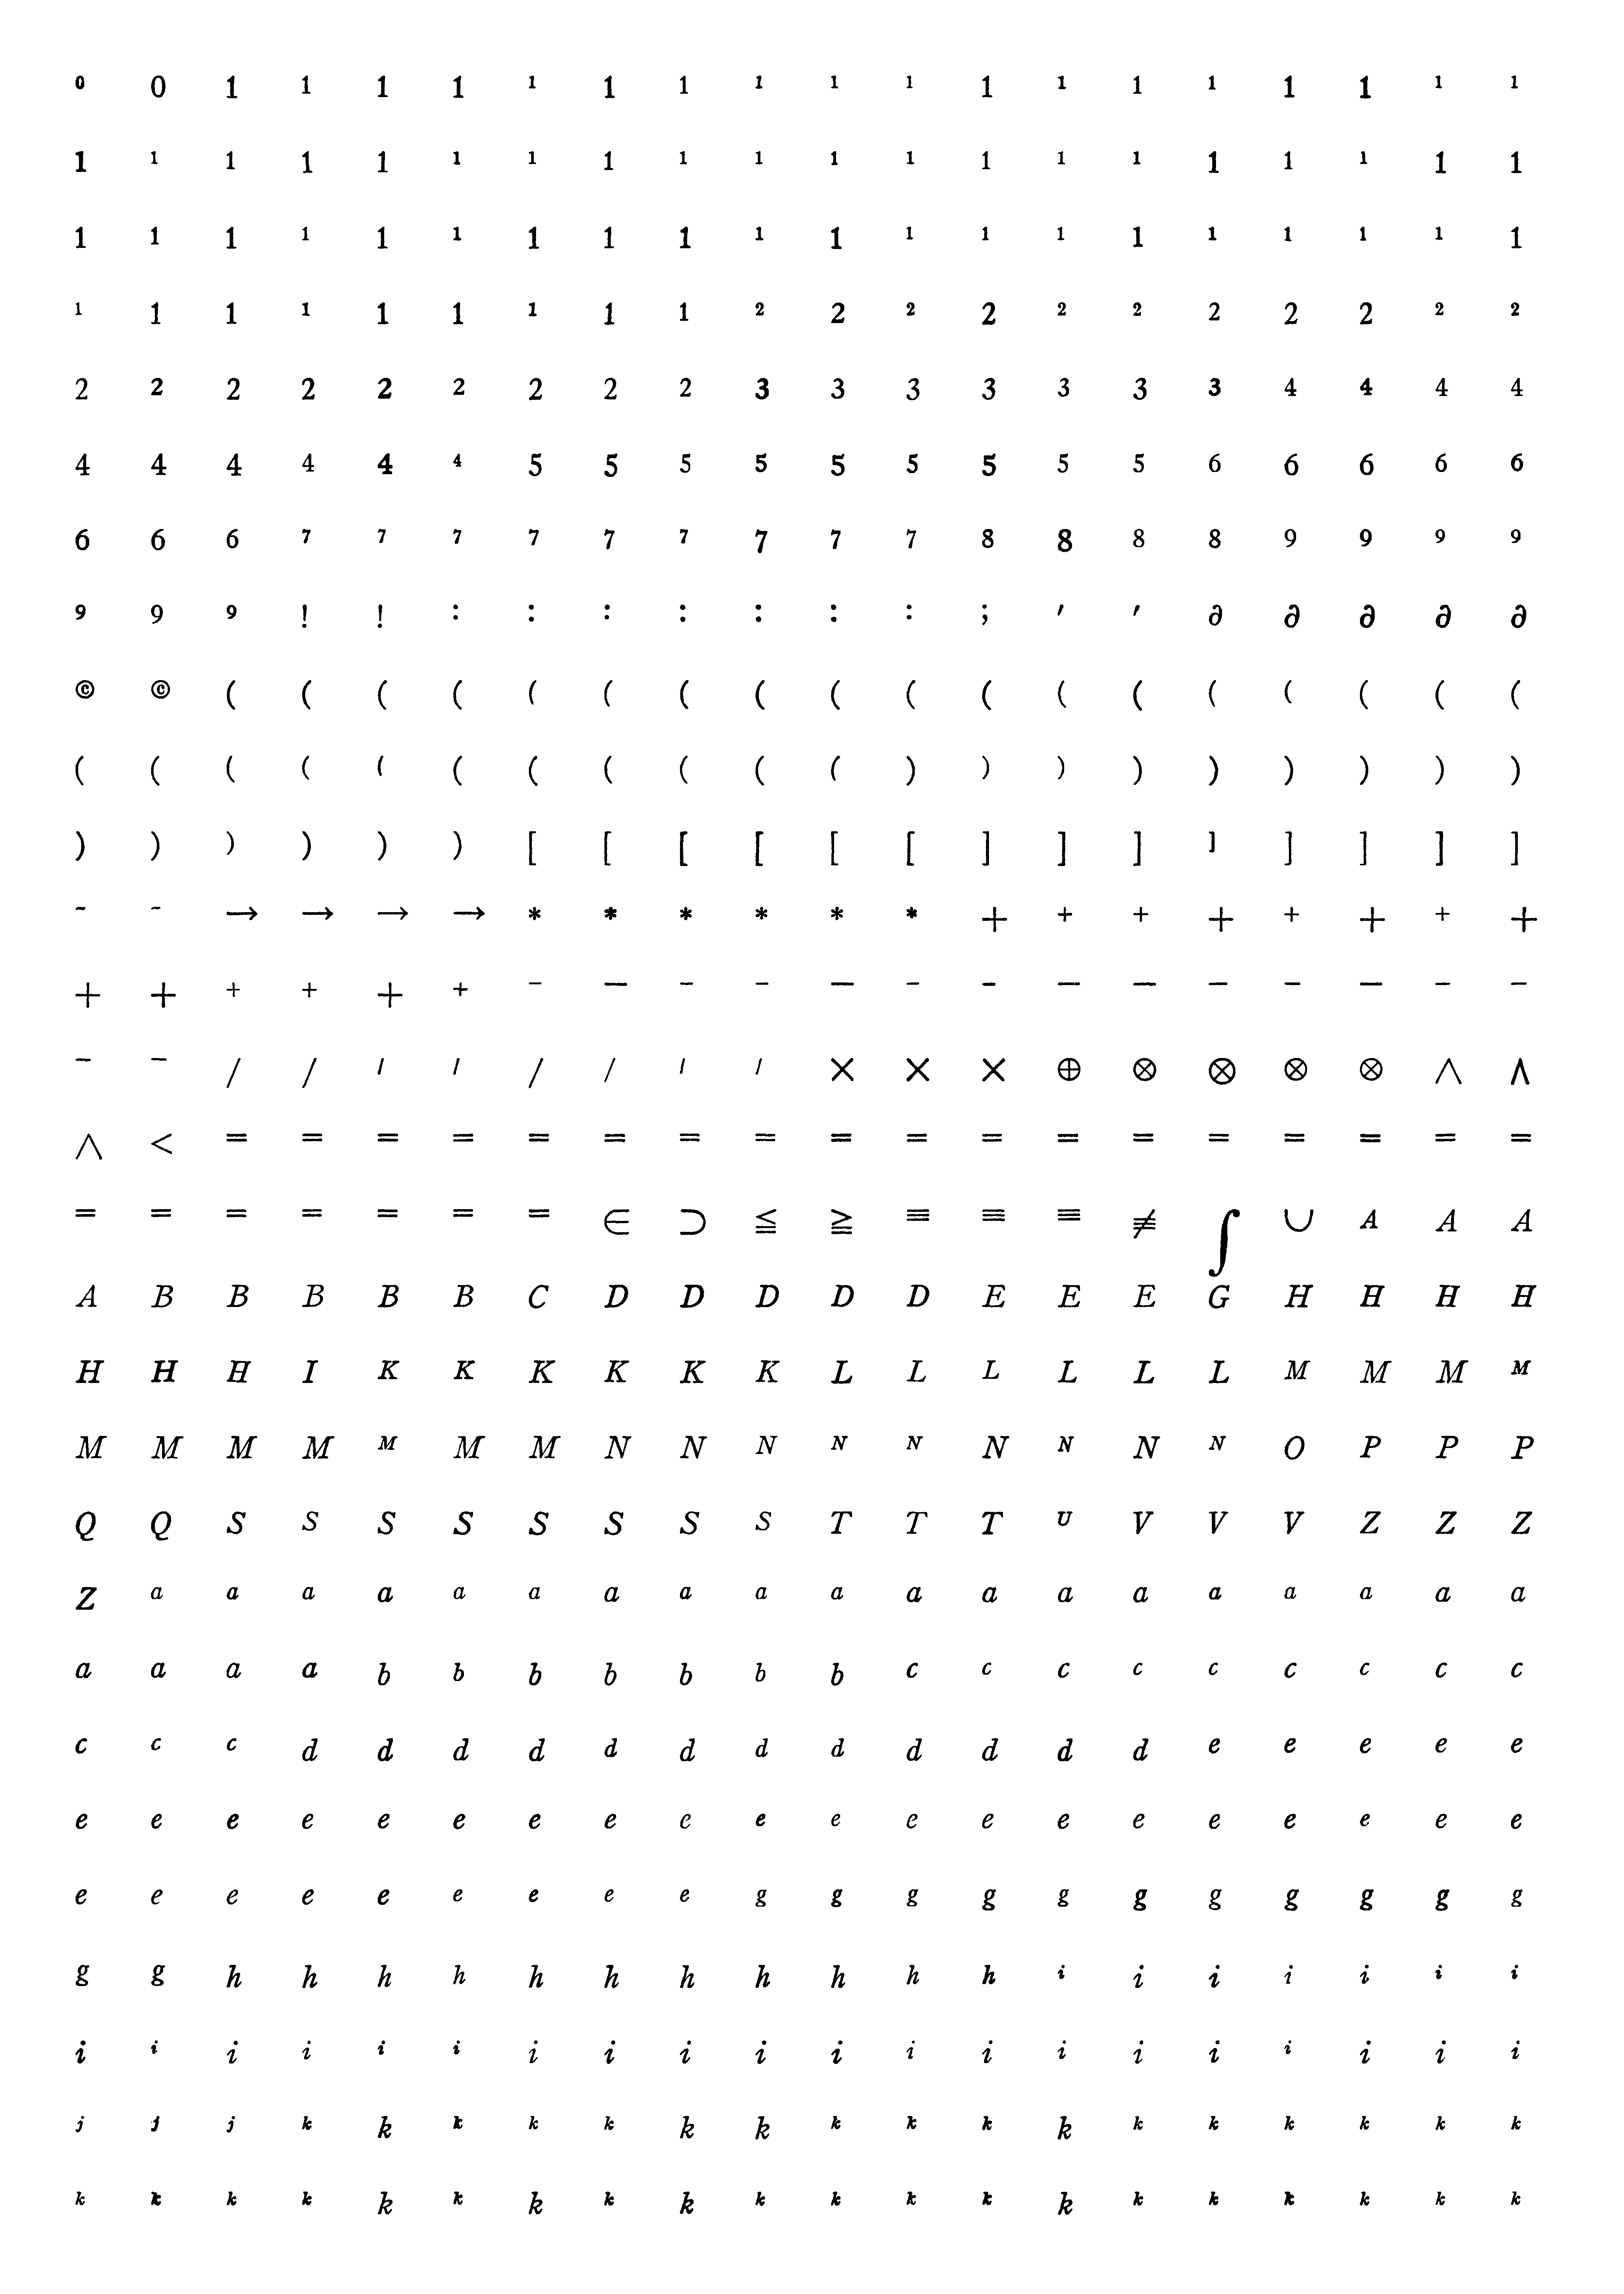 0 0 1 1 1 1 1 1 1 1 1 1 1 1 1 1 1 1 1 1
1 1 1 1 1 1 1 1 1 1 1 1 1 1 1 1 1 1 1 1
1 1 1 1 1 1 1 1 1 1 1 1 1 1 1 1 1 1 1 1
1 1 1 1 1 1 1 1 1 2 2 2 2 2 2 2 2 2 2 2
2 2 2 2 2 2 2 2 2 3 3 3 3 3 3 3 4 4 4 4
4 4 4 4 4 4 5 5 5 5 5 5 5 5 5 6 6 6 6 6
6 6 6 7 7 7 7 7 7 7 7 7 8 8 8 8 9 9 9 9
9 9 9 ! ! : : : : : : : ; ′ ′ ∂ ∂ ∂ ∂ ∂
© © ( ( ( ( ( ( ( ( ( ( ( ( ( ( ( ( ( (
( ( ( ( ( ( ( ( ( ( ( ) ) ) ) ) ) ) ) )
) ) ) ) ) ) [ [ [ [ [ [ ] ] ] ] ] ] ] ]
- - → → → → * * * * * * + + + + + + + +
+ + + + + + − − − − − − − − − − − − − −
− − / / / / / / / / × × × ⊕ ⊗ ⊗ ⊗ ⊗ ∧ ∧
∧ < = = = = = = = = = = = = = = = = = =
= = = = = = = ∈ ⊃ ≦ ≧ ≡ ≡ ≡ ≢ ∫ ∪ A A A
A B B B B B C D D D D D E E E G H H H H
H H H I K K K K K K L L L L L L M M M M
M M M M M M M N N N N N N N N N O P P P
Q Q S S S S S S S S T T T U V V V Z Z Z
Z a a a a a a a a a a a a a a a a a a a
a a a a b b b b b b b c c c c c c c c c
c c c d d d d d d d d d d d d e e e e e
e e e e e e e e c e e e e e e e e e e e
e e e e e e e e e g g g g g g g g g g g
g g h h h h h h h h h h h i i i i i i i
i i i i i i i i i i i i i i i i i i i i
j j j k k k k k k k k k k k k k k k k k
k k k k k k k k k k k k k k k k k k k k